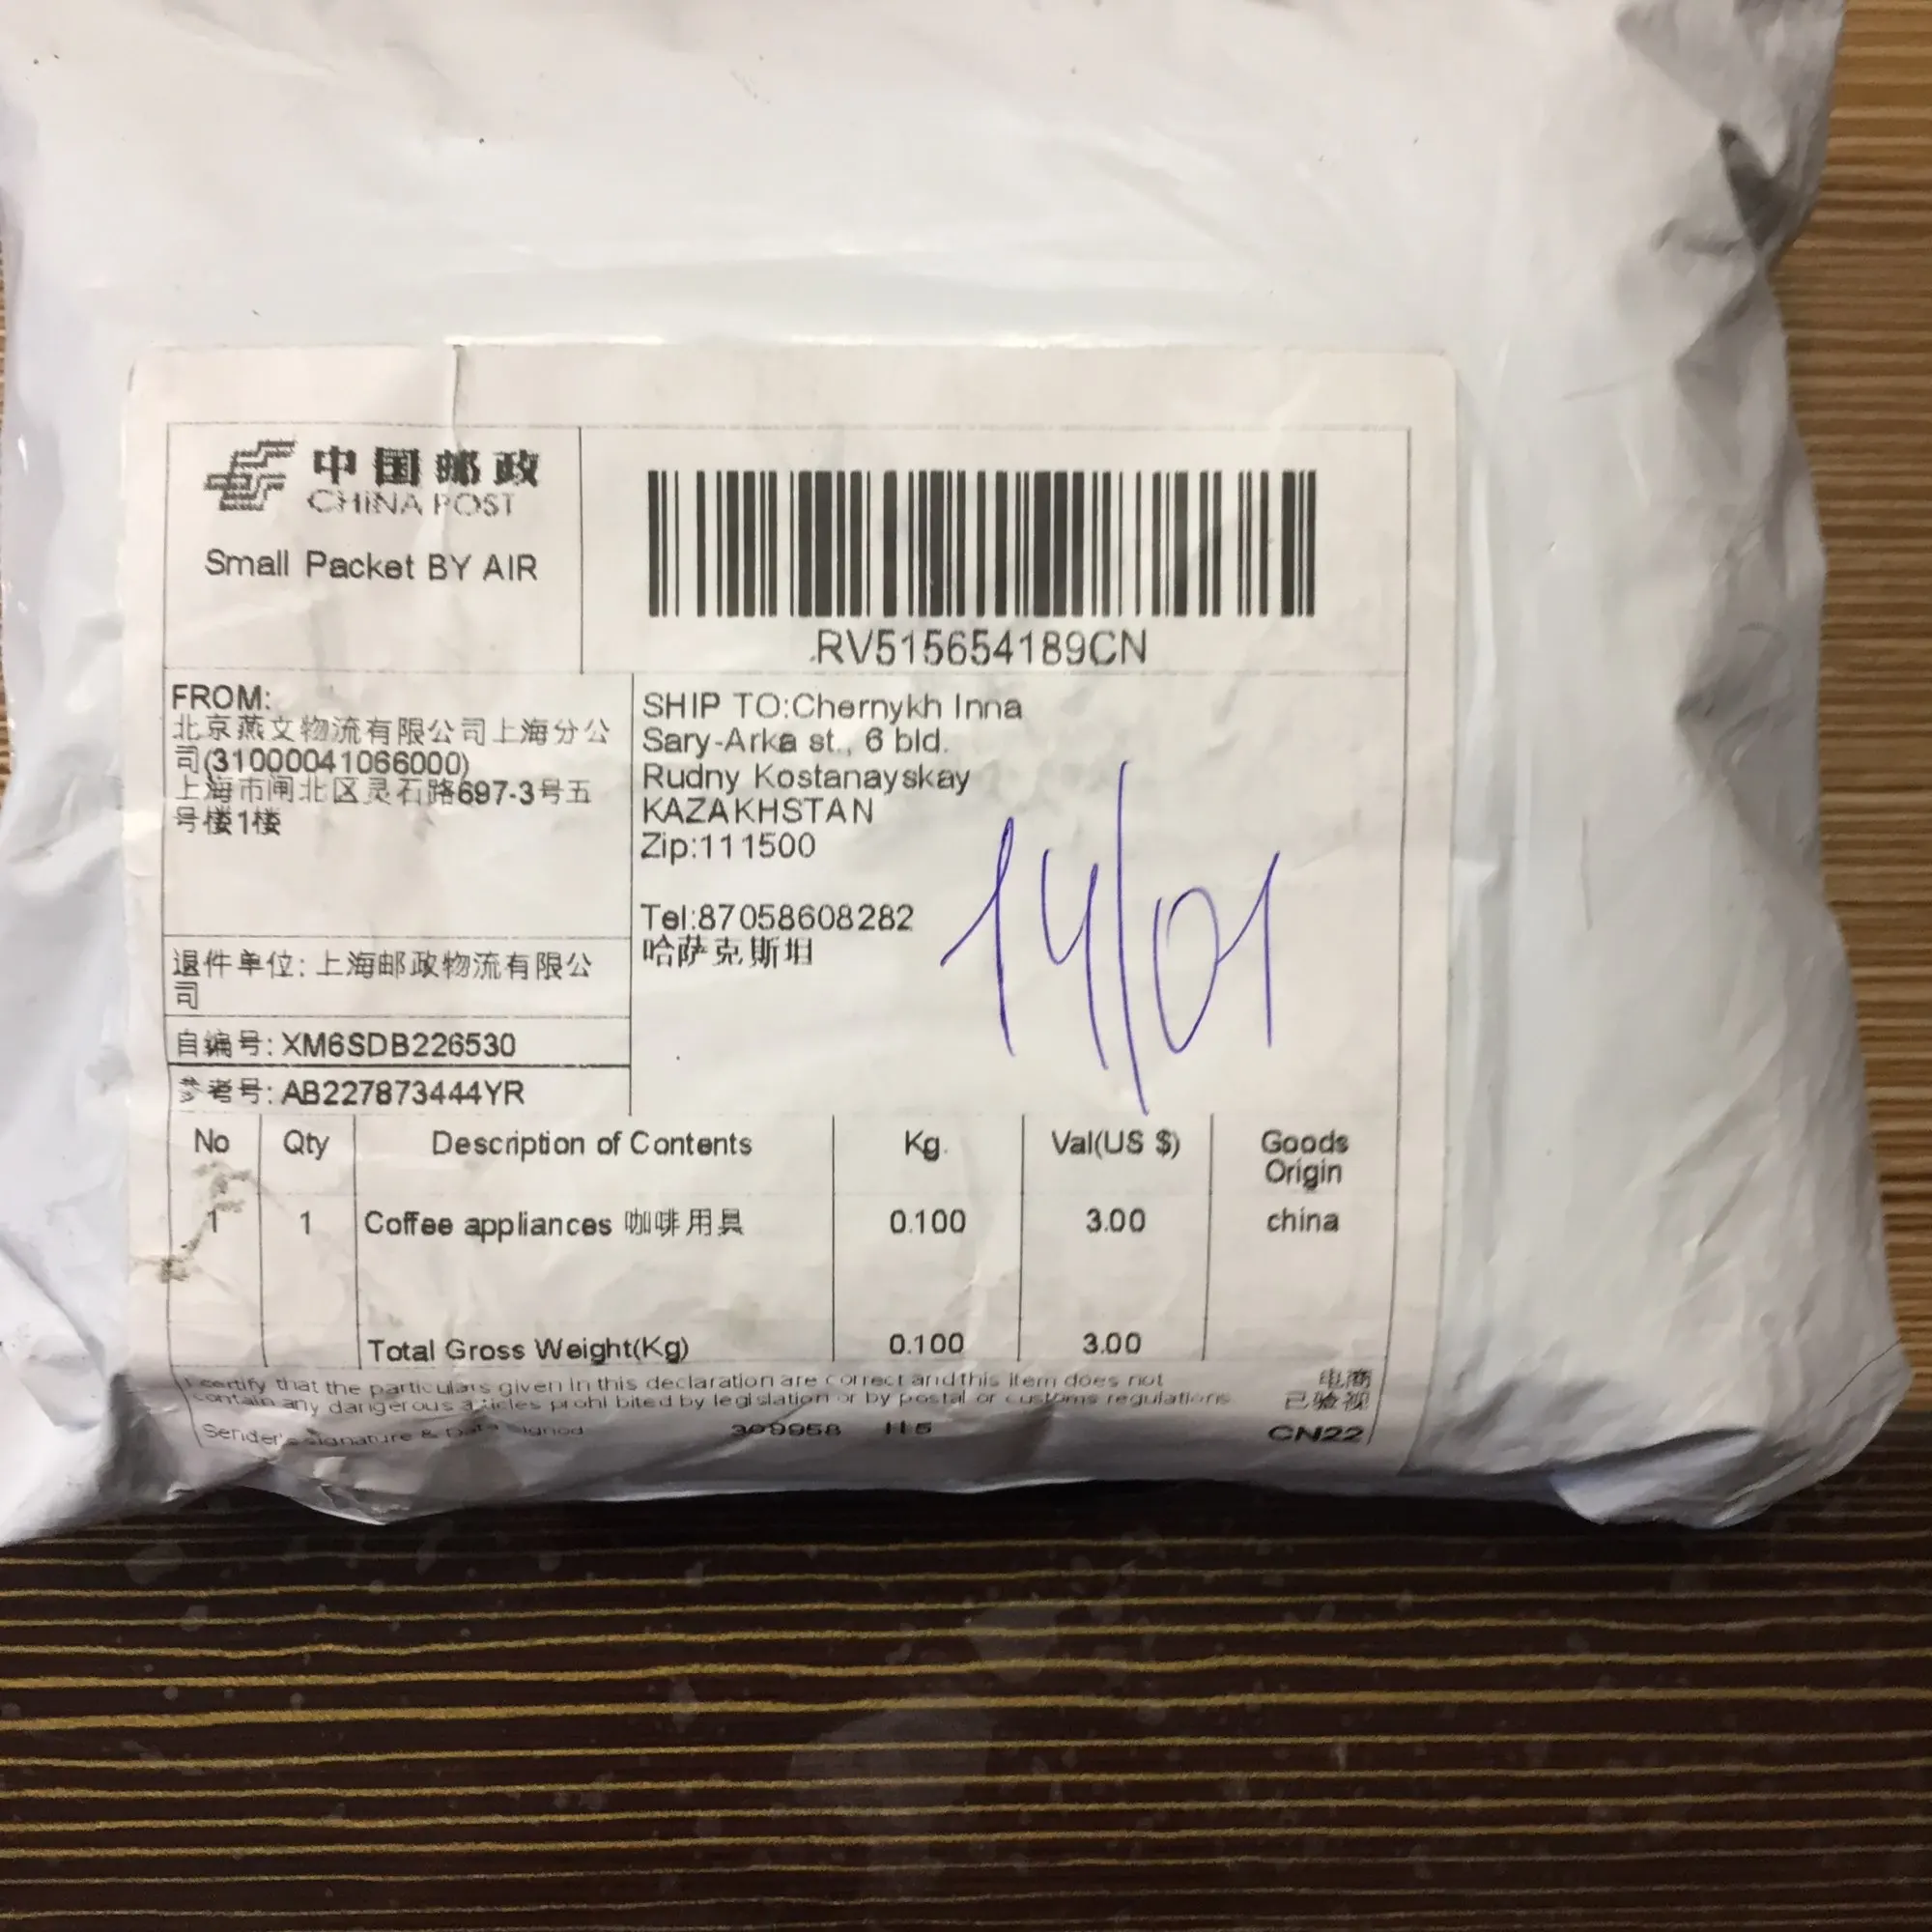 中国邮政
CHINA POST
Small Packet BY AIR
RV515654189CN
FROM:
北京燕文物流有限公司上海分公
司(31000041066000)
上海市闸北区灵石路697-3号五
号楼1楼
SHIP TO:Chernykh Inna
Sary-Arka st., 6 bld.
Rudny Kostanayskay
KAZAKHSTAN
Zip:111500
Tel:87058608282
哈萨克斯坦
14/01
退件单位: 上海邮政物流有限公
司
自编号: XM6SDB226530
参考号: AB227873444YR
No Qty Description of Contents Kg. Val(US $) Goods
Origin
1 1 Coffee appliances 咖啡用具 0.100 3.00 china
Total Gross Weight(Kg) 0.100 3.00
I certify that the particulars given in this declaration are correct and this item does not
contain any dangerous articles prohibited by legislation or by postal or customs regulations
电商
已验视
Sender's signature & Data Signod 309958 H5 CN22